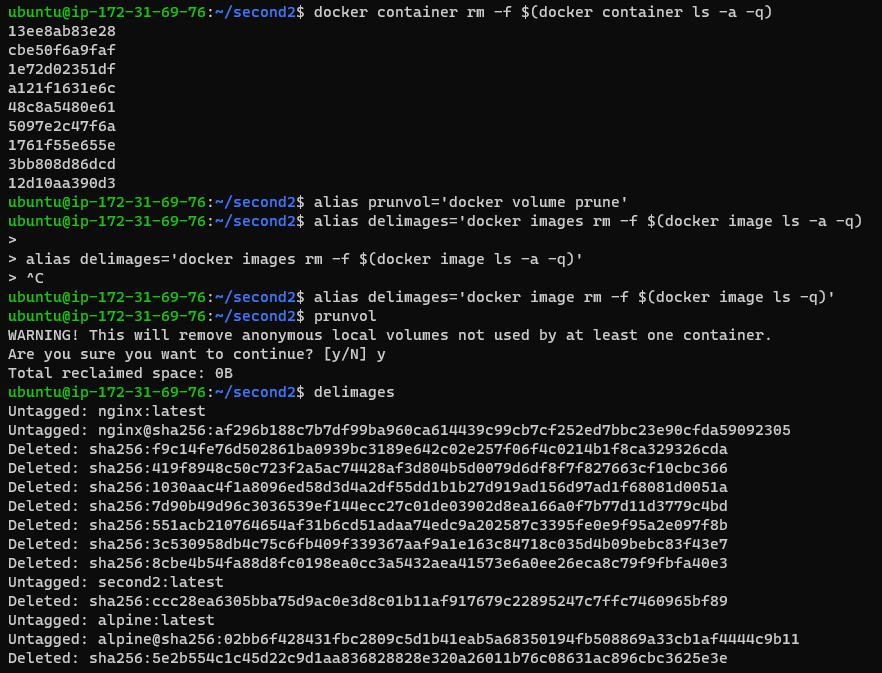 ubuntu@ip-172-31-69-76:~/second2$ docker container rm -f $(docker container ls -a -q)
13ee8ab83e28
cbe50f6a9faf
1e72d02351df
a121f1631e6c
48c8a5480e61
5097e2c47f6a
1761f55e655e
3bb808d86dcd
12d10aa390d3
ubuntu@ip-172-31-69-76:~/second2$ alias prunvol='docker volume prune'
ubuntu@ip-172-31-69-76:~/second2$ alias delimages='docker images rm -f $(docker image ls -a -q)
>
> alias delimages='docker images rm -f $(docker image ls -a -q)'
> ^C
ubuntu@ip-172-31-69-76:~/second2$ alias delimages='docker image rm -f $(docker image ls -q)'
ubuntu@ip-172-31-69-76:~/second2$ prunvol
WARNING! This will remove anonymous local volumes not used by at least one container.
Are you sure you want to continue? [y/N] y
Total reclaimed space: 0B
ubuntu@ip-172-31-69-76:~/second2$ delimages
Untagged: nginx:latest
Untagged: nginx@sha256:af296b188c7b7df99ba960ca614439c99cb7cf252ed7bbc23e90cfda59092305
Deleted: sha256:f9c14fe76d502861ba0939bc3189e642c02e257f06f4c0214b1f8ca329326cda
Deleted: sha256:419f8948c50c723f2a5ac74428af3d804b5d0079d6df8f7f827663cf10cbc366
Deleted: sha256:1030aac4f1a8096ed58d3d4a2df55dd1b1b27d919ad156d97ad1f68081d0051a
Deleted: sha256:7d90b49d96c3036539ef144ecc27c01de03902d8ea166a0f7b77d11d3779c4bd
Deleted: sha256:551acb210764654af31b6cd51adaa74edc9a202587c3395fe0e9f95a2e097f8b
Deleted: sha256:3c530958db4c75c6fb409f339367aaf9a1e163c84718c035d4b09bebc83f43e7
Deleted: sha256:8cbe4b54fa88d8fc0198ea0cc3a5432aea41573e6a0ee26eca8c79f9fbfa40e3
Untagged: second2:latest
Deleted: sha256:ccc28ea6305bba75d9ac0e3d8c01b11af917679c22895247c7ffc7460965bf89
Untagged: alpine:latest
Untagged: alpine@sha256:02bb6f428431fbc2809c5d1b41eab5a68350194fb508869a33cb1af4444c9b11
Deleted: sha256:5e2b554c1c45d22c9d1aa836828828e320a26011b76c08631ac896cbc3625e3e